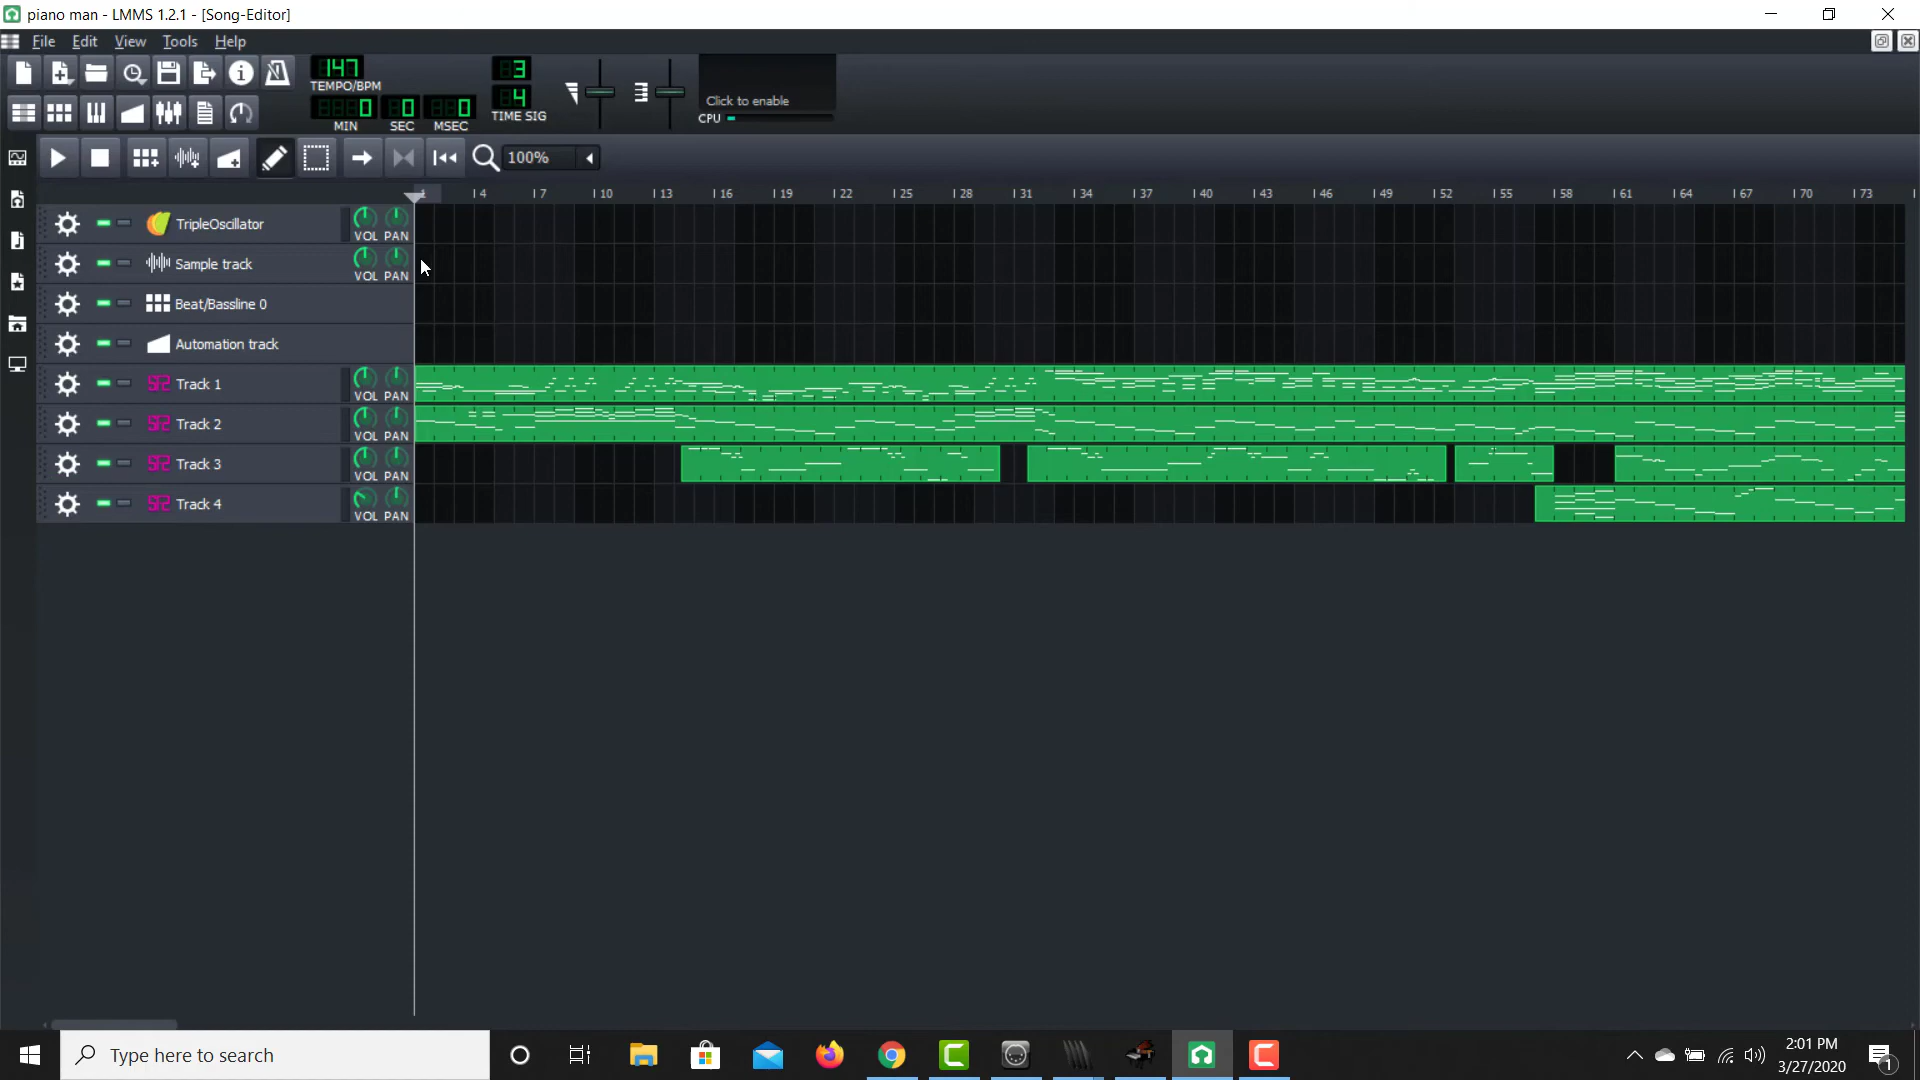 piano man - LMMS 1.2.1 - [Song-Editor]
File Edit View Tools Help
147
TEMPO/BPM
0 0 0
MIN SEC MSEC
3
4
TIME SIG
Click to enable
CPU
100%
4 7 10 13 16 19 22 25 28 31 34 37 40 43 46 49 52 55 58 61 64 67 70 73
TripleOscillator VOL PAN
Sample track VOL PAN
Beat/Bassline 0
Automation track
Track 1 VOL PAN
Track 2 VOL PAN
Track 3 VOL PAN
Track 4 VOL PAN
Type here to search
2:01 PM
3/27/2020
1